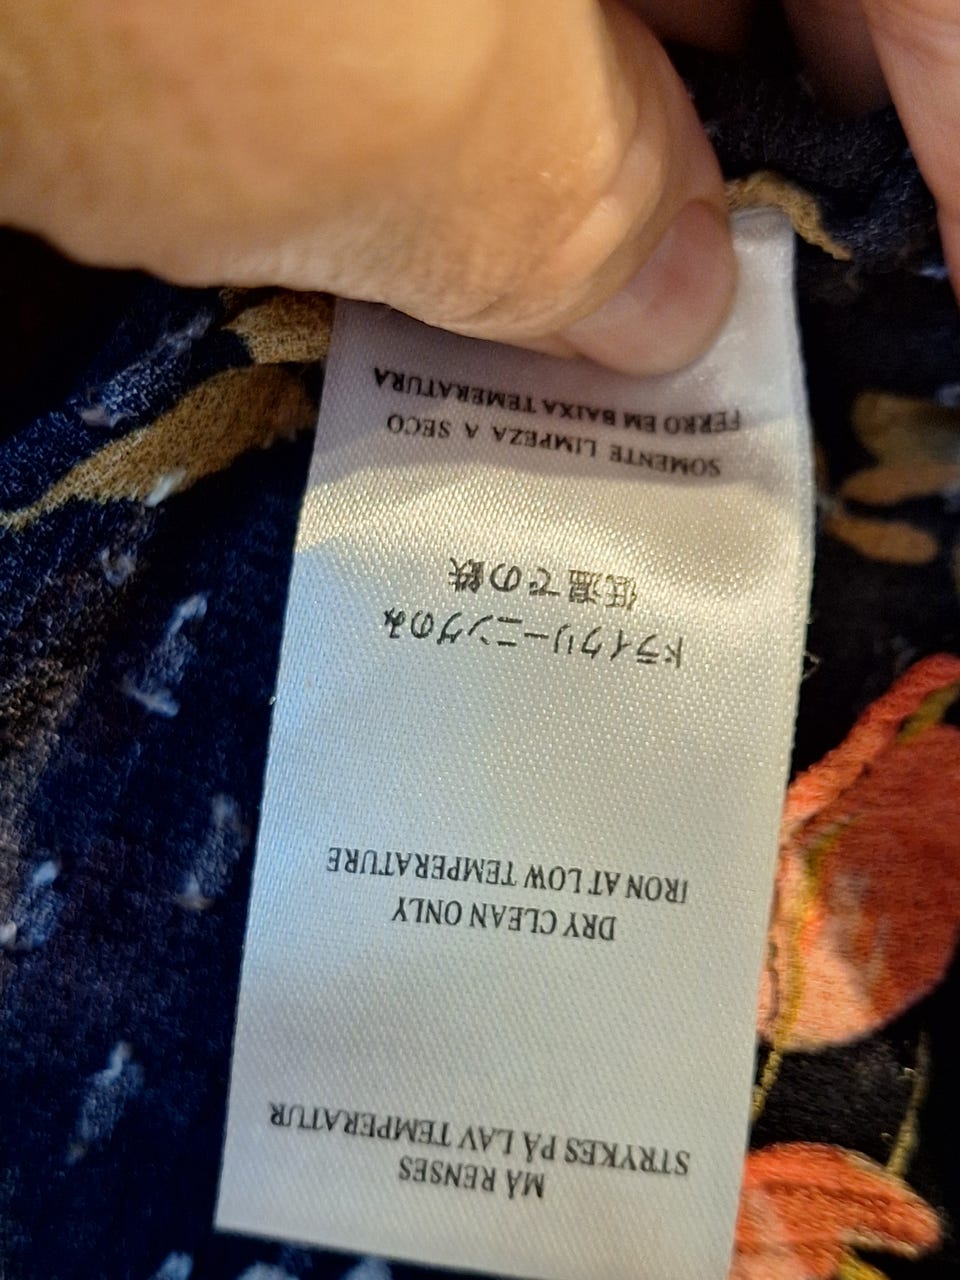 MÅ RENSES
STRYKES PÅ LAV TEMPERATUR
DRY CLEAN ONLY
IRON AT LOW TEMPERATURE
ドライクリーニングのみ
低温での鉄
SOMENTE LIMPEZA A SECO
FERRO EM BAIXA TEMERATURA